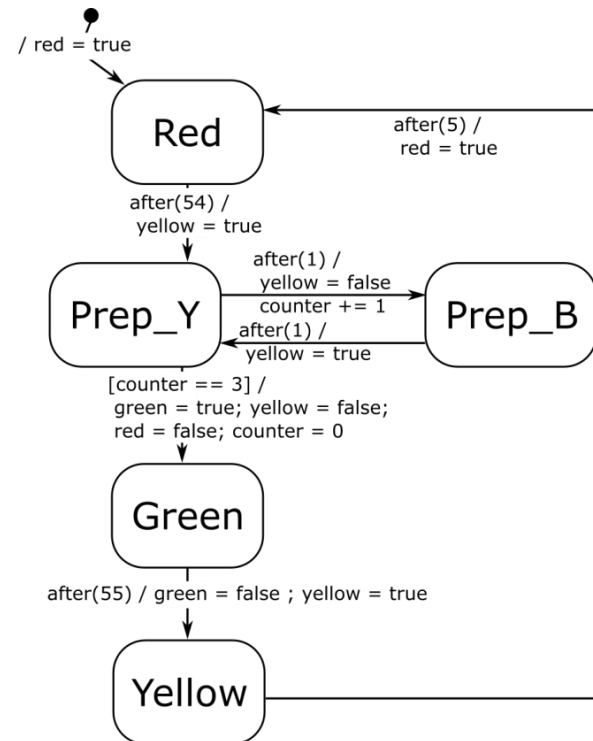 / red = true
Red
after(5) /
red = true
after(54) /
yellow = true
after(1) /
yellow = false
counter += 1
Prep_Y
Prep_B
after(1) /
yellow = true
[counter == 3] /
green = true; yellow = false;
red = false; counter = 0
Green
after(55) / green = false ; yellow = true
Yellow